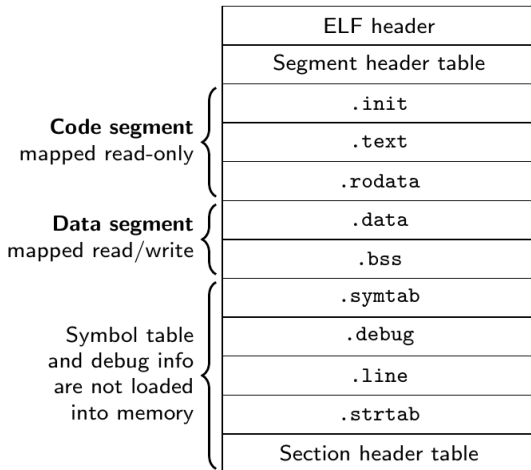 ELF header
Segment header table
Code segment
mapped read-only
.init
.text
.rodata
Data segment
mapped read/write
.data
.bss
Symbol table
and debug info
are not loaded
into memory
.symtab
.debug
.line
.strtab
Section header table